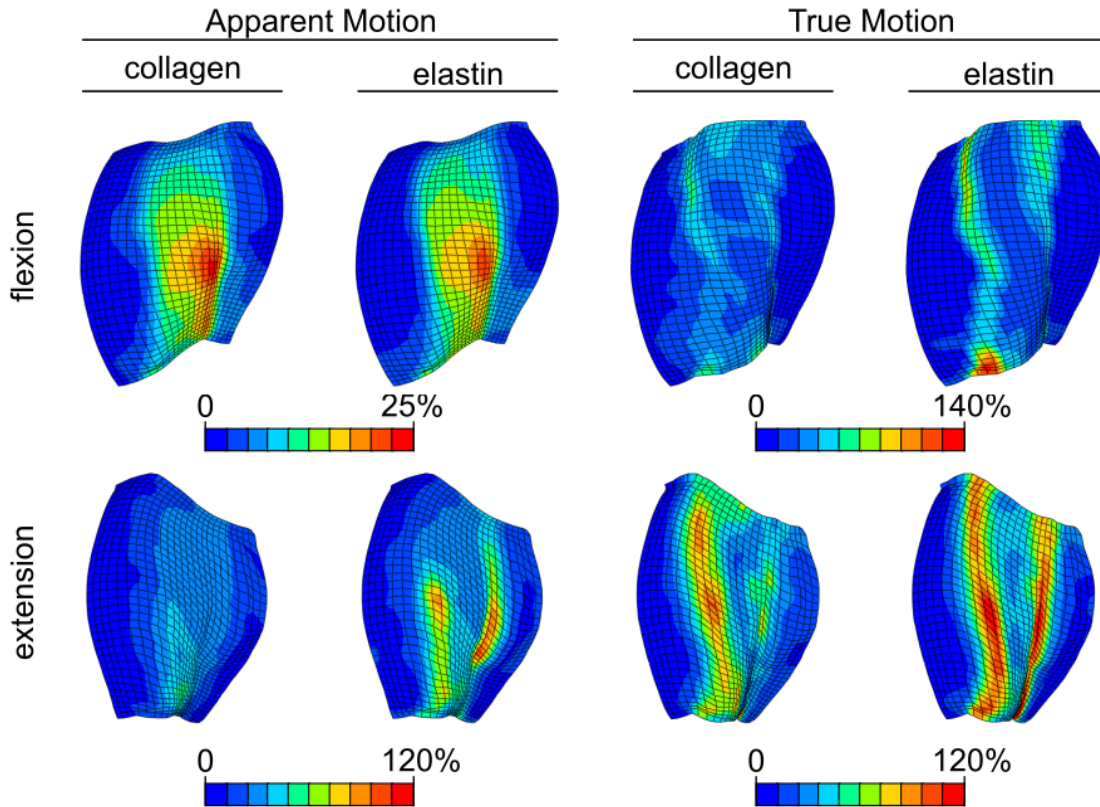 Apparent Motion True Motion
collagen elastin collagen elastin
flexion
0 25% 0 140%
extension
0 120% 0 120%